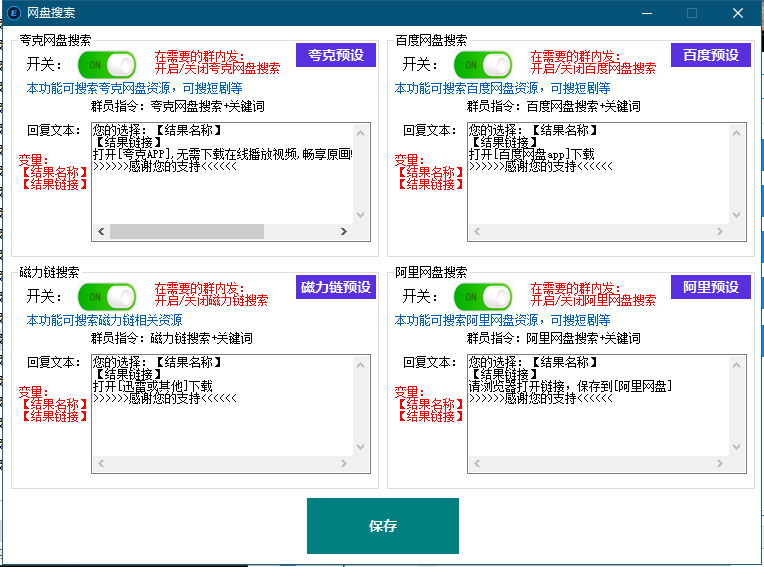 网盘搜索
夸克网盘搜索
开关：
ON
在需要的群内发：
开启/关闭夸克网盘搜索
夸克预设
本功能可搜索夸克网盘资源，可搜短剧等
群员指令：夸克网盘搜索+关键词
回复文本：
您的选择：【结果名称】
【结果链接】
打开[夸克APP],无需下载在线播放视频,畅享原画
>>>>>>感谢您的支持<<<<<<
变量：
【结果名称】
【结果链接】
百度网盘搜索
开关：
ON
在需要的群内发：
开启/关闭百度网盘搜索
百度预设
本功能可搜索百度网盘资源，可搜短剧等
群员指令：百度网盘搜索+关键词
回复文本：
您的选择：【结果名称】
【结果链接】
打开[百度网盘app]下载
>>>>>>感谢您的支持<<<<<<
变量：
【结果名称】
【结果链接】
磁力链搜索
开关：
ON
在需要的群内发：
开启/关闭磁力链搜索
磁力链预设
本功能可搜索磁力链相关资源
群员指令：磁力链搜索+关键词
回复文本：
您的选择：【结果名称】
【结果链接】
打开[迅雷或其他]下载
>>>>>>感谢您的支持<<<<<<
变量：
【结果名称】
【结果链接】
阿里网盘搜索
开关：
ON
在需要的群内发：
开启/关闭阿里网盘搜索
阿里预设
本功能可搜索阿里网盘资源，可搜短剧等
群员指令：阿里网盘搜索+关键词
回复文本：
您的选择：【结果名称】
【结果链接】
请浏览器打开链接，保存到[阿里网盘]
>>>>>>感谢您的支持<<<<<<
变量：
【结果名称】
【结果链接】
保存